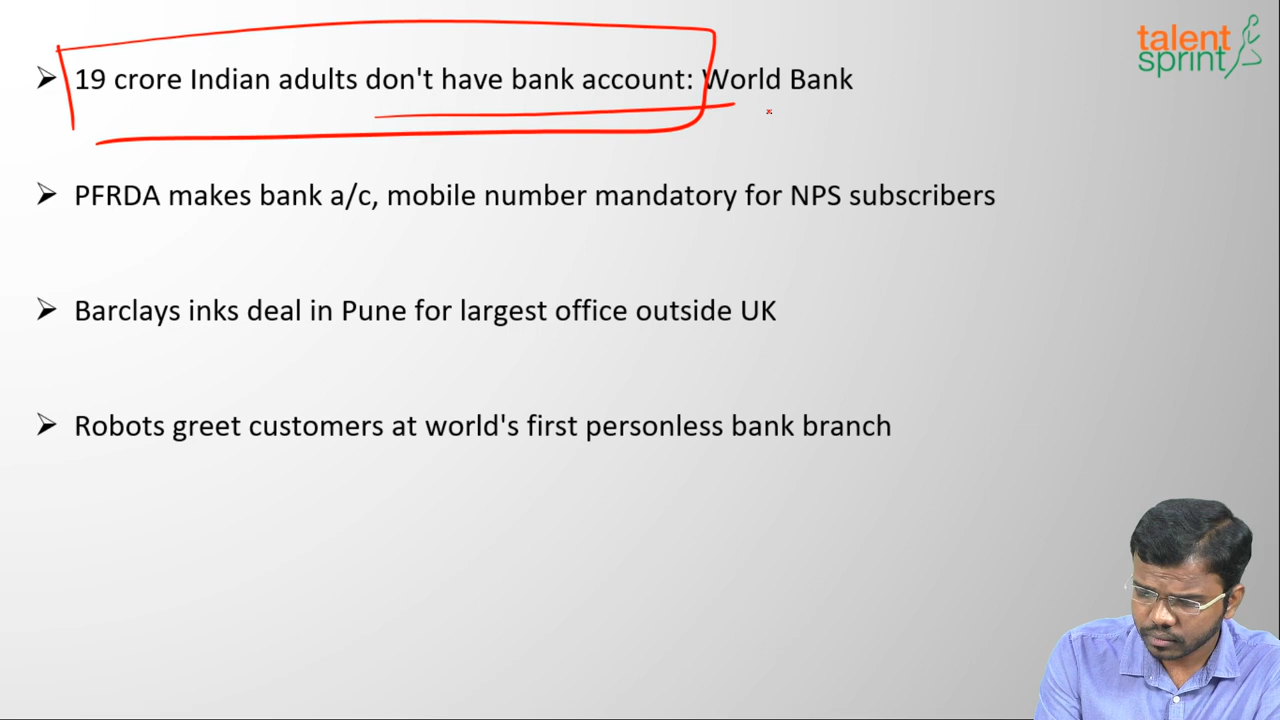 talent
sprint
19 crore Indian adults don't have bank account: World Bank
PFRDA makes bank a/c, mobile number mandatory for NPS subscribers
Barclays inks deal in Pune for largest office outside UK
Robots greet customers at world's first personless bank branch